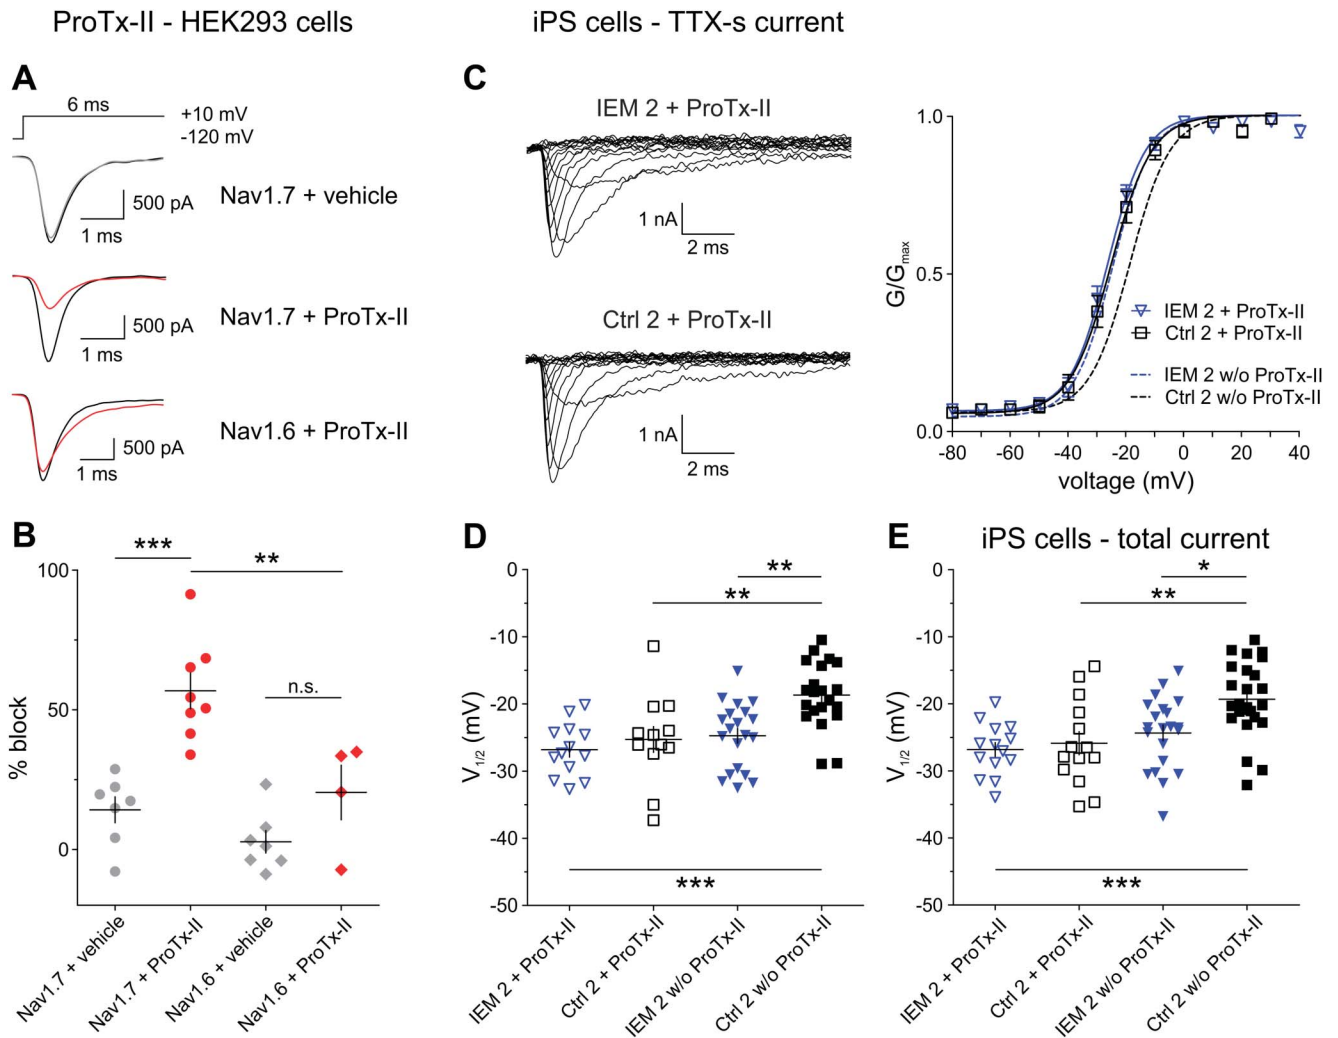 ProTx-II - HEK293 cells
iPS cells - TTX-s current
A
6 ms
+10 mV
-120 mV
500 pA
1 ms
Nav1.7 + vehicle
500 pA
1 ms
Nav1.7 + ProTx-II
500 pA
1 ms
Nav1.6 + ProTx-II
C
IEM 2 + ProTx-II
1 nA
2 ms
Ctrl 2 + ProTx-II
1 nA
2 ms
1.0
0.5
0.0
G/Gmax
-80
-60
-40
-20
0
20
40
voltage (mV)
IEM 2 + ProTx-II
Ctrl 2 + ProTx-II
IEM 2 w/o ProTx-II
Ctrl 2 w/o ProTx-II
B
***
**
n.s.
100
50
0
% block
Nav1.7 + vehicle
Nav1.7 + ProTx-II
Nav1.6 + vehicle
Nav1.6 + ProTx-II
D
**
**
***
0
-10
-20
-30
-40
-50
V1/2 (mV)
IEM 2 + ProTx-II
Ctrl 2 + ProTx-II
IEM 2 w/o ProTx-II
Ctrl 2 w/o ProTx-II
E
iPS cells - total current
*
**
***
0
-10
-20
-30
-40
-50
V1/2 (mV)
IEM 2 + ProTx-II
Ctrl 2 + ProTx-II
IEM 2 w/o ProTx-II
Ctrl 2 w/o ProTx-II